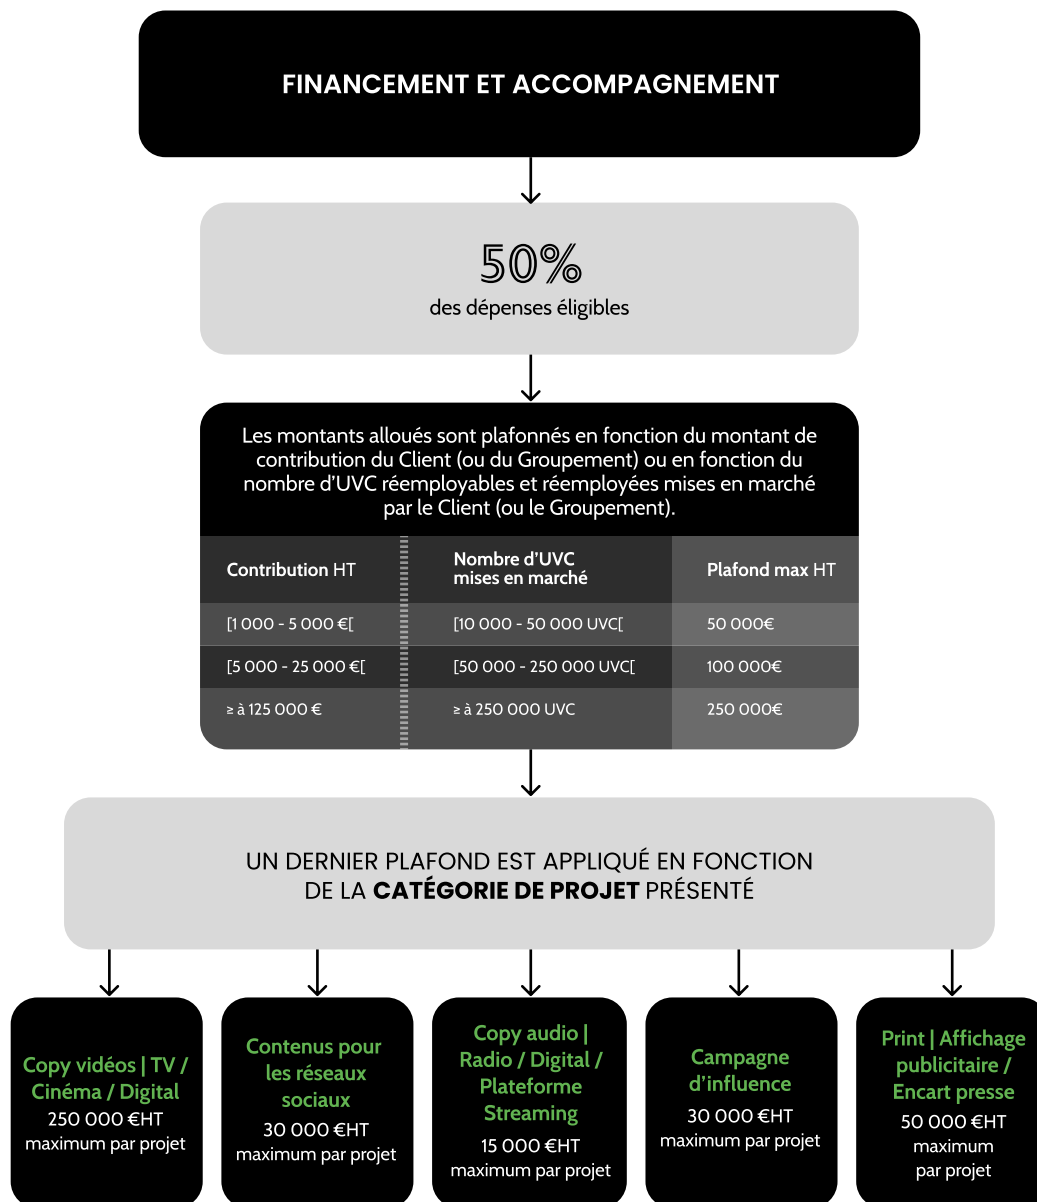 FINANCEMENT ET ACCOMPAGNEMENT
50%
des dépenses éligibles
Les montants alloués sont plafonnés en fonction du montant de
contribution du Client (ou du Groupement) ou en fonction du
nombre d'UVC réemployables et réemployées mises en marché
par le Client (ou le Groupement).
Contribution HT
Nombre d'UVC
mises en marché
Plafond max HT
[1 000 - 5 000 €[
[10 000 - 50 000 UVC[
50 000€
[5 000 - 25 000 €[
[50 000 - 250 000 UVC[
100 000€
≥ à 125 000 €
≥ à 250 000 UVC
250 000€
UN DERNIER PLAFOND EST APPLIQUÉ EN FONCTION
DE LA CATÉGORIE DE PROJET PRÉSENTÉ
Copy vidéos | TV /
Cinéma / Digital
250 000 €HT
maximum par projet
Contenus pour
les réseaux
sociaux
30 000 €HT
maximum par projet
Copy audio |
Radio / Digital /
Plateforme
Streaming
15 000 €HT
maximum par projet
Campagne
d'influence
30 000 €HT
maximum par projet
Print | Affichage
publicitaire /
Encart presse
50 000 €HT
maximum
par projet